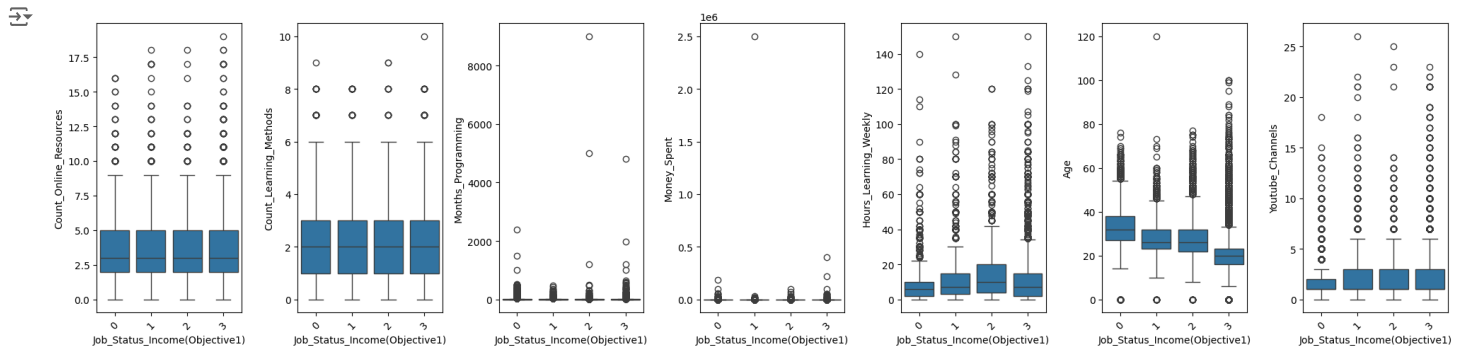 Count_Online_Resources
17.5
15.0
12.5
10.0
7.5
5.0
2.5
0.0
0 1 2 3
Job_Status_Income(Objective1)
Count_Learning_Methods
10
8
6
4
2
0
0 1 2 3
Job_Status_Income(Objective1)
Months_Programming
8000
6000
4000
2000
0
0 1 2 3
Job_Status_Income(Objective1)
1e6
Money_Spent
2.5
2.0
1.5
1.0
0.5
0.0
0 1 2 3
Job_Status_Income(Objective1)
Hours_Learning_Weekly
140
120
100
80
60
40
20
0
0 1 2 3
Job_Status_Income(Objective1)
Age
120
100
80
60
40
20
0
0 1 2 3
Job_Status_Income(Objective1)
Youtube_Channels
25
20
15
10
5
0
0 1 2 3
Job_Status_Income(Objective1)